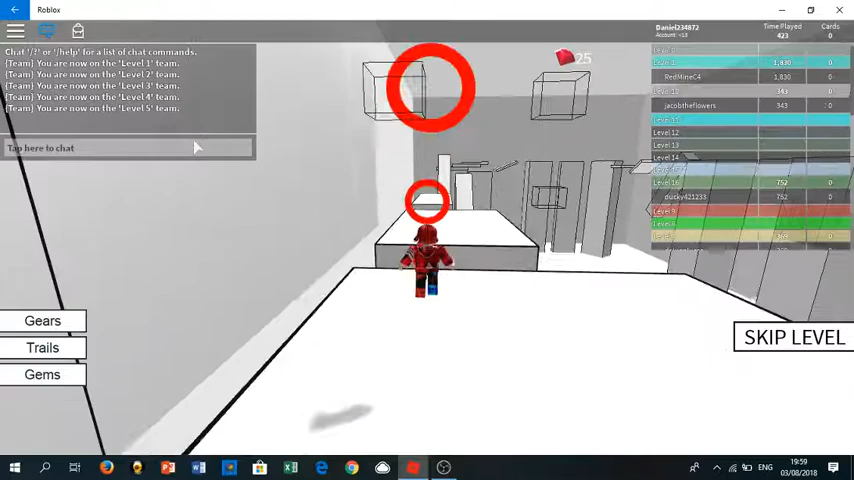 Roblox
Chat '/?' or '/help' for a list of chat commands.
{Team} You are now on the 'Level 1' team.
{Team} You are now on the 'Level 2' team.
{Team} You are now on the 'Level 3' team.
{Team} You are now on the 'Level 4' team.
{Team} You are now on the 'Level 5' team.
Tap here to chat
25
Daniel234872 Time Played Cards
Account: <13 423 0
Level 0
1,830 0
RedMineC4 1,830 0
Level 10 343 0
jacobtheflowers 343 0
Level 11
Level 12
Level 13
Level 14
Level 16 752 0
ducky421233 752 0
Level 9
369 0
Gears
Trails
Gems
SKIP LEVEL
ENG
19:59
03/08/2018